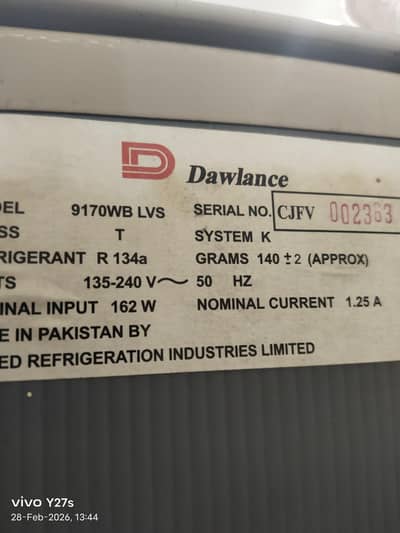 Dawlance
DEL 9170WB LVS SERIAL NO. CJFV 002363
SS T SYSTEM K
RIGERANT R 134a GRAMS 140 ±2 (APPROX)
TS 135-240 V~ 50 HZ
INAL INPUT 162 W NOMINAL CURRENT 1.25 A
E IN PAKISTAN BY
ED REFRIGERATION INDUSTRIES LIMITED
vivo Y27s
28-Feb-2026, 13:44